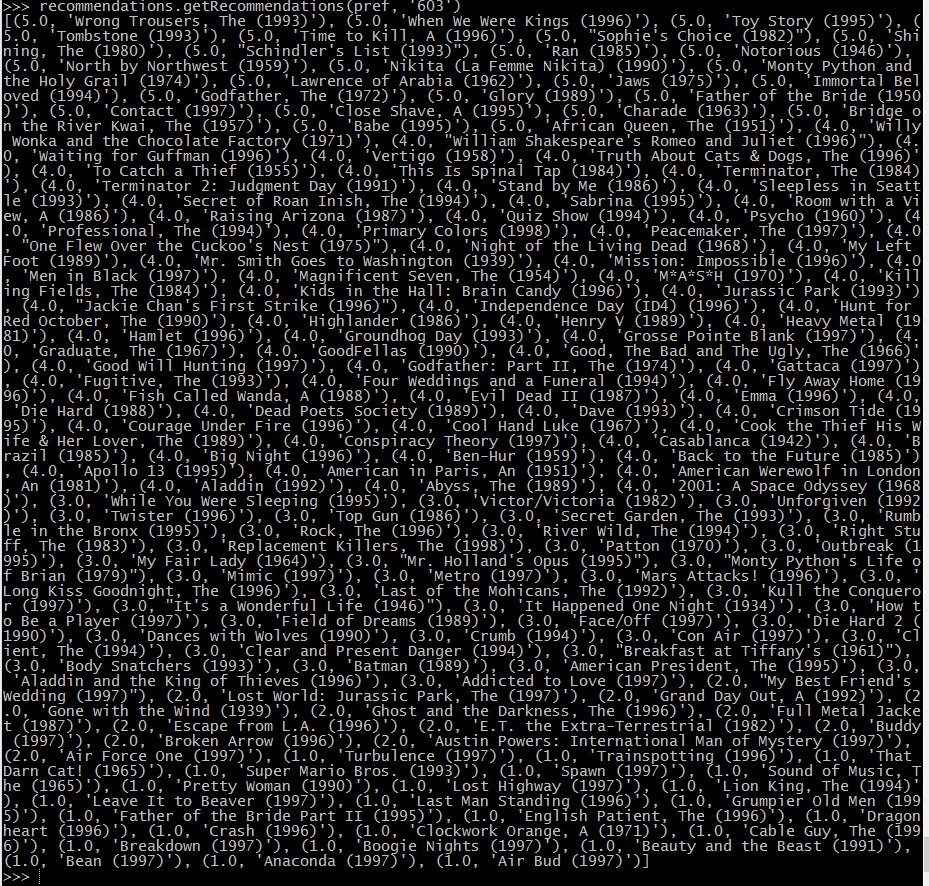 >>> recommendations.getRecommendations(pref, '603')
[(5.0, 'Wrong Trousers, The (1993)'), (5.0, 'When We Were Kings (1996)'), (5.0, 'Toy Story (1995)'), (
5.0, 'Tombstone (1993)'), (5.0, 'Time to Kill, A (1996)'), (5.0, "Sophie's Choice (1982)"), (5.0, 'Shi
ning, The (1980)'), (5.0, "Schindler's List (1993)"), (5.0, 'Ran (1985)'), (5.0, 'Notorious (1946)'),
(5.0, 'North by Northwest (1959)'), (5.0, 'Nikita (La Femme Nikita) (1990)'), (5.0, 'Monty Python and
the Holy Grail (1974)'), (5.0, 'Lawrence of Arabia (1962)'), (5.0, 'Jaws (1975)'), (5.0, 'Immortal Bel
oved (1994)'), (5.0, 'Godfather, The (1972)'), (5.0, 'Glory (1989)'), (5.0, 'Father of the Bride (1950
)'), (5.0, 'Contact (1997)'), (5.0, 'Close Shave, A (1995)'), (5.0, 'Charade (1963)'), (5.0, 'Bridge o
n the River Kwai, The (1957)'), (5.0, 'Babe (1995)'), (5.0, 'African Queen, The (1951)'), (4.0, 'Willy
 Wonka and the Chocolate Factory (1971)'), (4.0, "William Shakespeare's Romeo and Juliet (1996)"), (4.
0, 'Waiting for Guffman (1996)'), (4.0, 'Vertigo (1958)'), (4.0, 'Truth About Cats & Dogs, The (1996)'
), (4.0, 'To Catch a Thief (1955)'), (4.0, 'This Is Spinal Tap (1984)'), (4.0, 'Terminator, The (1984)
'), (4.0, 'Terminator 2: Judgment Day (1991)'), (4.0, 'Stand by Me (1986)'), (4.0, 'Sleepless in Seatt
le (1993)'), (4.0, 'Secret of Roan Inish, The (1994)'), (4.0, 'Sabrina (1995)'), (4.0, 'Room with a Vi
ew, A (1986)'), (4.0, 'Raising Arizona (1987)'), (4.0, 'Quiz Show (1994)'), (4.0, 'Psycho (1960)'), (4
.0, 'Professional, The (1994)'), (4.0, 'Primary Colors (1998)'), (4.0, 'Peacemaker, The (1997)'), (4.0
, "One Flew Over the Cuckoo's Nest (1975)"), (4.0, 'Night of the Living Dead (1968)'), (4.0, 'My Left
Foot (1989)'), (4.0, 'Mr. Smith Goes to Washington (1939)'), (4.0, 'Mission: Impossible (1996)'), (4.0
, 'Men in Black (1997)'), (4.0, 'Magnificent Seven, The (1954)'), (4.0, 'M*A*S*H (1970)'), (4.0, 'Kill
ing Fields, The (1984)'), (4.0, 'Kids in the Hall: Brain Candy (1996)'), (4.0, 'Jurassic Park (1993)')
, (4.0, "Jackie Chan's First Strike (1996)"), (4.0, 'Independence Day (ID4) (1996)'), (4.0, 'Hunt for
Red October, The (1990)'), (4.0, 'Highlander (1986)'), (4.0, 'Henry V (1989)'), (4.0, 'Heavy Metal (19
81)'), (4.0, 'Hamlet (1996)'), (4.0, 'Groundhog Day (1993)'), (4.0, 'Grosse Pointe Blank (1997)'), (4.
0, 'Graduate, The (1967)'), (4.0, 'GoodFellas (1990)'), (4.0, 'Good, The Bad and The Ugly, The (1966)'
), (4.0, 'Good Will Hunting (1997)'), (4.0, 'Godfather: Part II, The (1974)'), (4.0, 'Gattaca (1997)')
, (4.0, 'Fugitive, The (1993)'), (4.0, 'Four Weddings and a Funeral (1994)'), (4.0, 'Fly Away Home (19
96)'), (4.0, 'Fish Called Wanda, A (1988)'), (4.0, 'Evil Dead II (1987)'), (4.0, 'Emma (1996)'), (4.0,
 'Die Hard (1988)'), (4.0, 'Dead Poets Society (1989)'), (4.0, 'Dave (1993)'), (4.0, 'Crimson Tide (19
95)'), (4.0, 'Courage Under Fire (1996)'), (4.0, 'Cool Hand Luke (1967)'), (4.0, 'Cook the Thief His W
ife & Her Lover, The (1989)'), (4.0, 'Conspiracy Theory (1997)'), (4.0, 'Casablanca (1942)'), (4.0, 'B
razil (1985)'), (4.0, 'Big Night (1996)'), (4.0, 'Ben-Hur (1959)'), (4.0, 'Back to the Future (1985)')
, (4.0, 'Apollo 13 (1995)'), (4.0, 'American in Paris, An (1951)'), (4.0, 'American Werewolf in London
, An (1981)'), (4.0, 'Aladdin (1992)'), (4.0, 'Abyss, The (1989)'), (4.0, '2001: A Space Odyssey (1968
)'), (3.0, 'While You Were Sleeping (1995)'), (3.0, 'Victor/Victoria (1982)'), (3.0, 'Unforgiven (1992
)'), (3.0, 'Twister (1996)'), (3.0, 'Top Gun (1986)'), (3.0, 'Secret Garden, The (1993)'), (3.0, 'Rumb
le in the Bronx (1995)'), (3.0, 'Rock, The (1996)'), (3.0, 'River Wild, The (1994)'), (3.0, 'Right Stu
ff, The (1983)'), (3.0, 'Replacement Killers, The (1998)'), (3.0, 'Patton (1970)'), (3.0, 'Outbreak (1
995)'), (3.0, 'My Fair Lady (1964)'), (3.0, "Mr. Holland's Opus (1995)"), (3.0, "Monty Python's Life o
f Brian (1979)"), (3.0, 'Mimic (1997)'), (3.0, 'Metro (1997)'), (3.0, 'Mars Attacks! (1996)'), (3.0, '
Long Kiss Goodnight, The (1996)'), (3.0, 'Last of the Mohicans, The (1992)'), (3.0, 'Kull the Conquero
r (1997)'), (3.0, "It's a Wonderful Life (1946)"), (3.0, 'It Happened One Night (1934)'), (3.0, 'How t
o Be a Player (1997)'), (3.0, 'Field of Dreams (1989)'), (3.0, 'Face/Off (1997)'), (3.0, 'Die Hard 2 (
1990)'), (3.0, 'Dances with Wolves (1990)'), (3.0, 'Crumb (1994)'), (3.0, 'Con Air (1997)'), (3.0, 'Cl
ient, The (1994)'), (3.0, 'Clear and Present Danger (1994)'), (3.0, "Breakfast at Tiffany's (1961)"),
(3.0, 'Body Snatchers (1993)'), (3.0, 'Batman (1989)'), (3.0, 'American President, The (1995)'), (3.0,
 'Aladdin and the King of Thieves (1996)'), (3.0, 'Addicted to Love (1997)'), (2.0, "My Best Friend's
Wedding (1997)"), (2.0, 'Lost World: Jurassic Park, The (1997)'), (2.0, 'Grand Day Out, A (1992)'), (2
.0, 'Gone with the Wind (1939)'), (2.0, 'Ghost and the Darkness, The (1996)'), (2.0, 'Full Metal Jacke
t (1987)'), (2.0, 'Escape from L.A. (1996)'), (2.0, 'E.T. the Extra-Terrestrial (1982)'), (2.0, 'Buddy
 (1997)'), (2.0, 'Broken Arrow (1996)'), (2.0, 'Austin Powers: International Man of Mystery (1997)'),
(2.0, 'Air Force One (1997)'), (1.0, 'Turbulence (1997)'), (1.0, 'Trainspotting (1996)'), (1.0, 'That
Darn Cat! (1965)'), (1.0, 'Super Mario Bros. (1993)'), (1.0, 'Spawn (1997)'), (1.0, 'Sound of Music, T
he (1965)'), (1.0, 'Pretty Woman (1990)'), (1.0, 'Lost Highway (1997)'), (1.0, 'Lion King, The (1994)'
), (1.0, 'Leave It to Beaver (1997)'), (1.0, 'Last Man Standing (1996)'), (1.0, 'Grumpier Old Men (199
5)'), (1.0, 'Father of the Bride Part II (1995)'), (1.0, 'English Patient, The (1996)'), (1.0, 'Dragon
heart (1996)'), (1.0, 'Crash (1996)'), (1.0, 'Clockwork Orange, A (1971)'), (1.0, 'Cable Guy, The (199
6)'), (1.0, 'Breakdown (1997)'), (1.0, 'Boogie Nights (1997)'), (1.0, 'Beauty and the Beast (1991)'),
(1.0, 'Bean (1997)'), (1.0, 'Anaconda (1997)'), (1.0, 'Air Bud (1997)')]
>>>